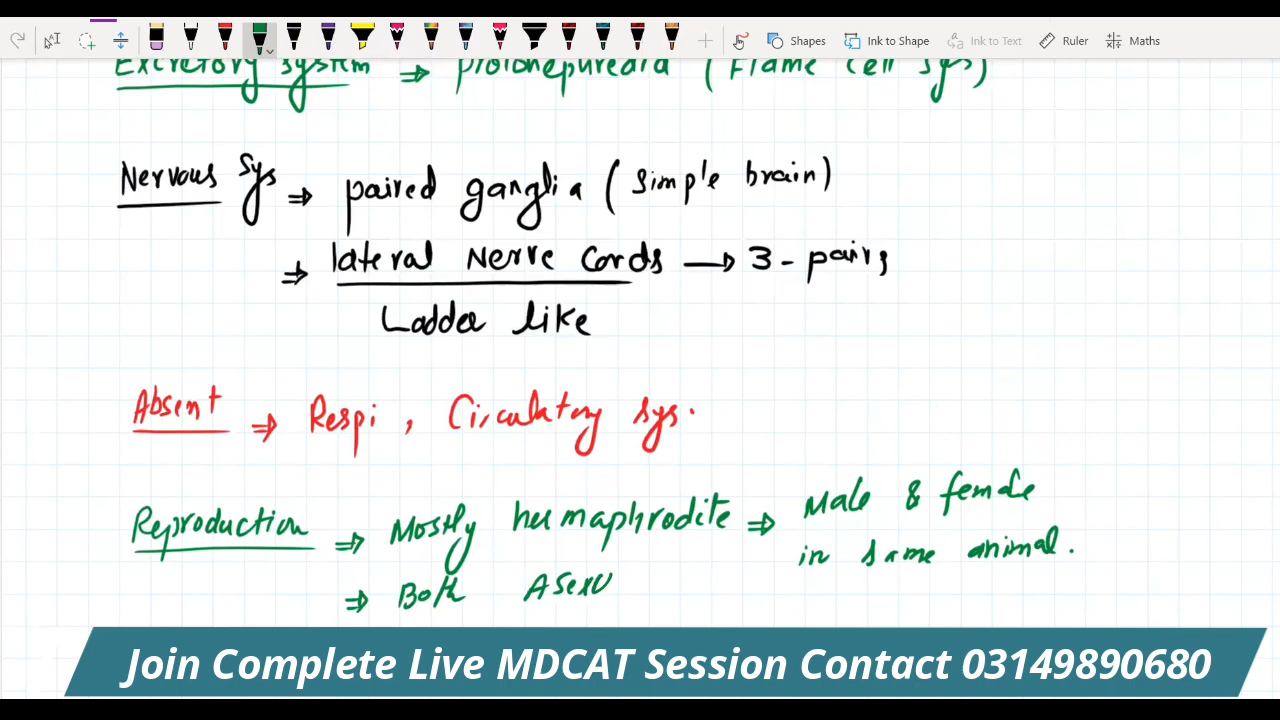 Shapes Ink to Shape Ink to Text Ruler Maths
Excretory system ⇒ protonephredia (Flame cell sys)
Nervous sys ⇒ paired ganglia (simple brain)
⇒ lateral Nerve Cords → 3 - pairs
Ladder like
Absent ⇒ Respi , Circulatory sys.
Reproduction ⇒ Mostly hermaphrodite ⇒ Male & female
in same animal.
⇒ Both Asexu
Join Complete Live MDCAT Session Contact 03149890680